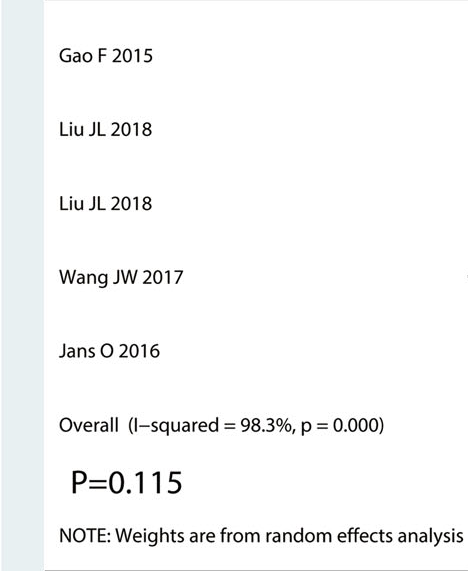 Gao F 2015
Liu JL 2018
Liu JL 2018
Wang JW 2017
Jans O 2016
Overall (I−squared = 98.3%, p = 0.000)
P=0.115
NOTE: Weights are from random effects analysis